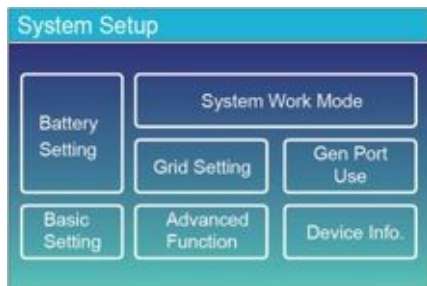 System Setup
System Work Mode
Battery
Setting
Grid Setting
Gen Port
Use
Basic
Setting
Advanced
Function
Device Info.